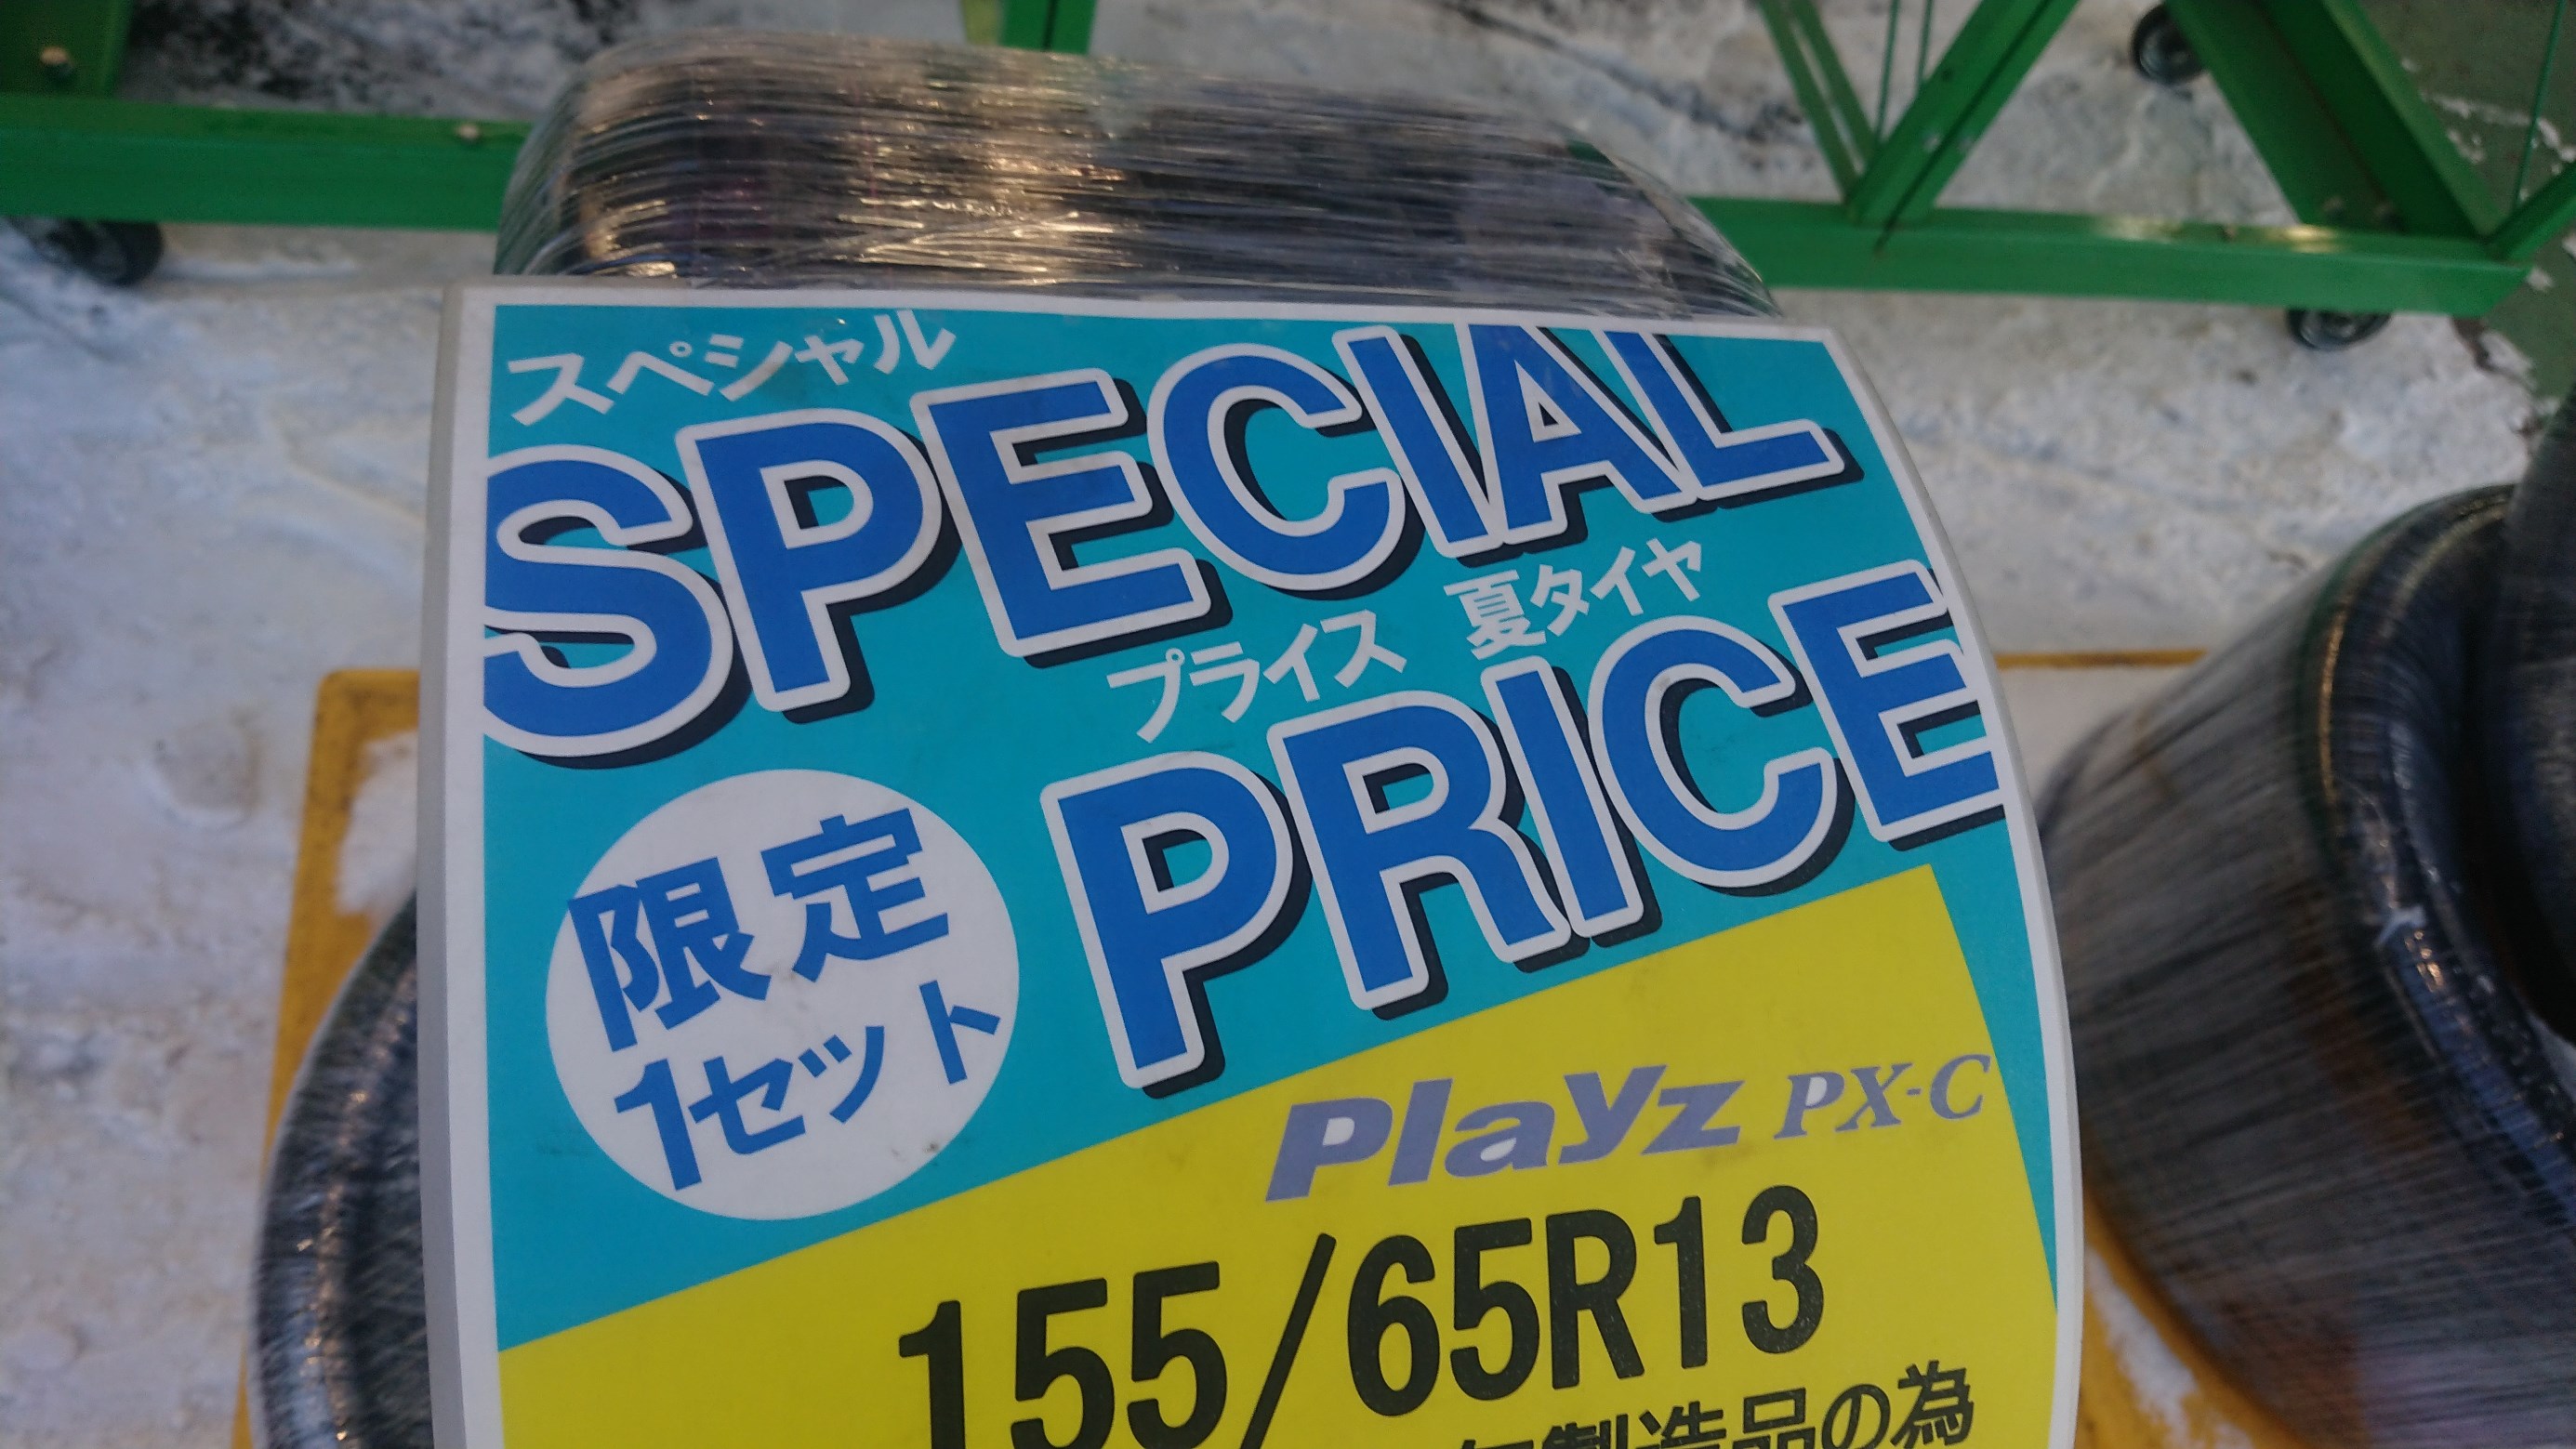 スペシャル
SPECIAL
プライス 夏タイヤ
PRICE
限定
1セット
Playz PX-C
155/65R13
年製造品の為